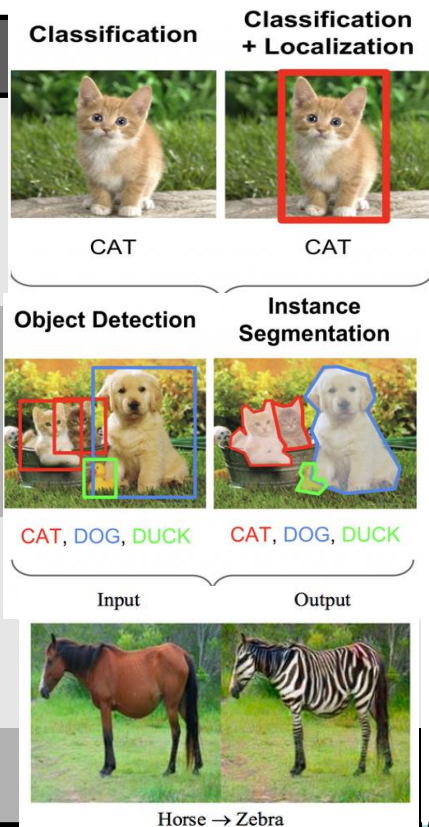 Classification
Classification
+ Localization
CAT
CAT
Object Detection
Instance
Segmentation
CAT, DOG, DUCK
CAT, DOG, DUCK
Input
Output
Horse → Zebra